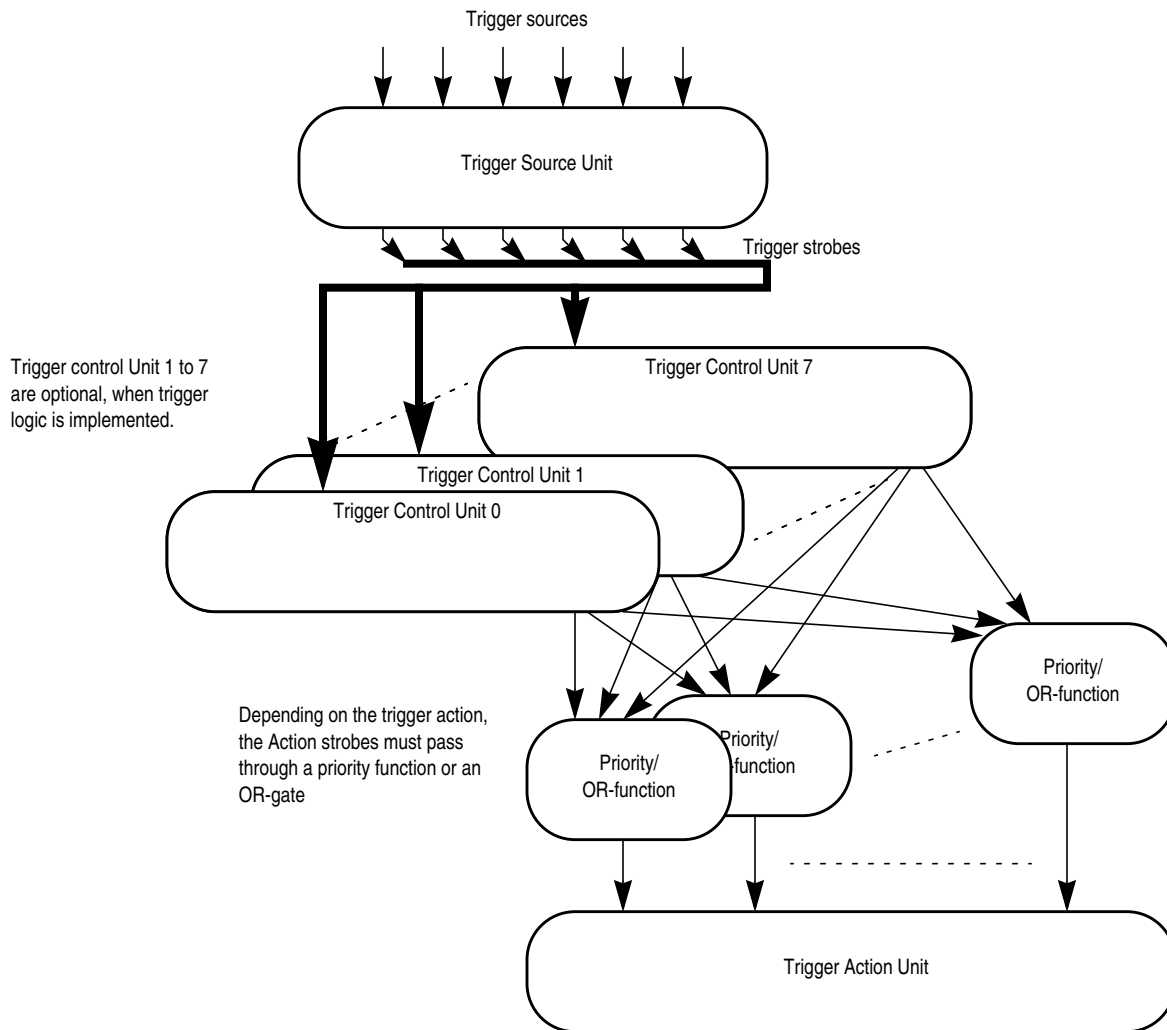 Trigger sources
Trigger Source Unit
Trigger strobes
Trigger control Unit 1 to 7
are optional, when trigger
logic is implemented.
Trigger Control Unit 7
Trigger Control Unit 1
Trigger Control Unit 0
Priority/
OR-function
Depending on the trigger action,
the Action strobes must pass
through a priority function or an
OR-gate
Priority/
-function
Priority/
OR-function
Trigger Action Unit